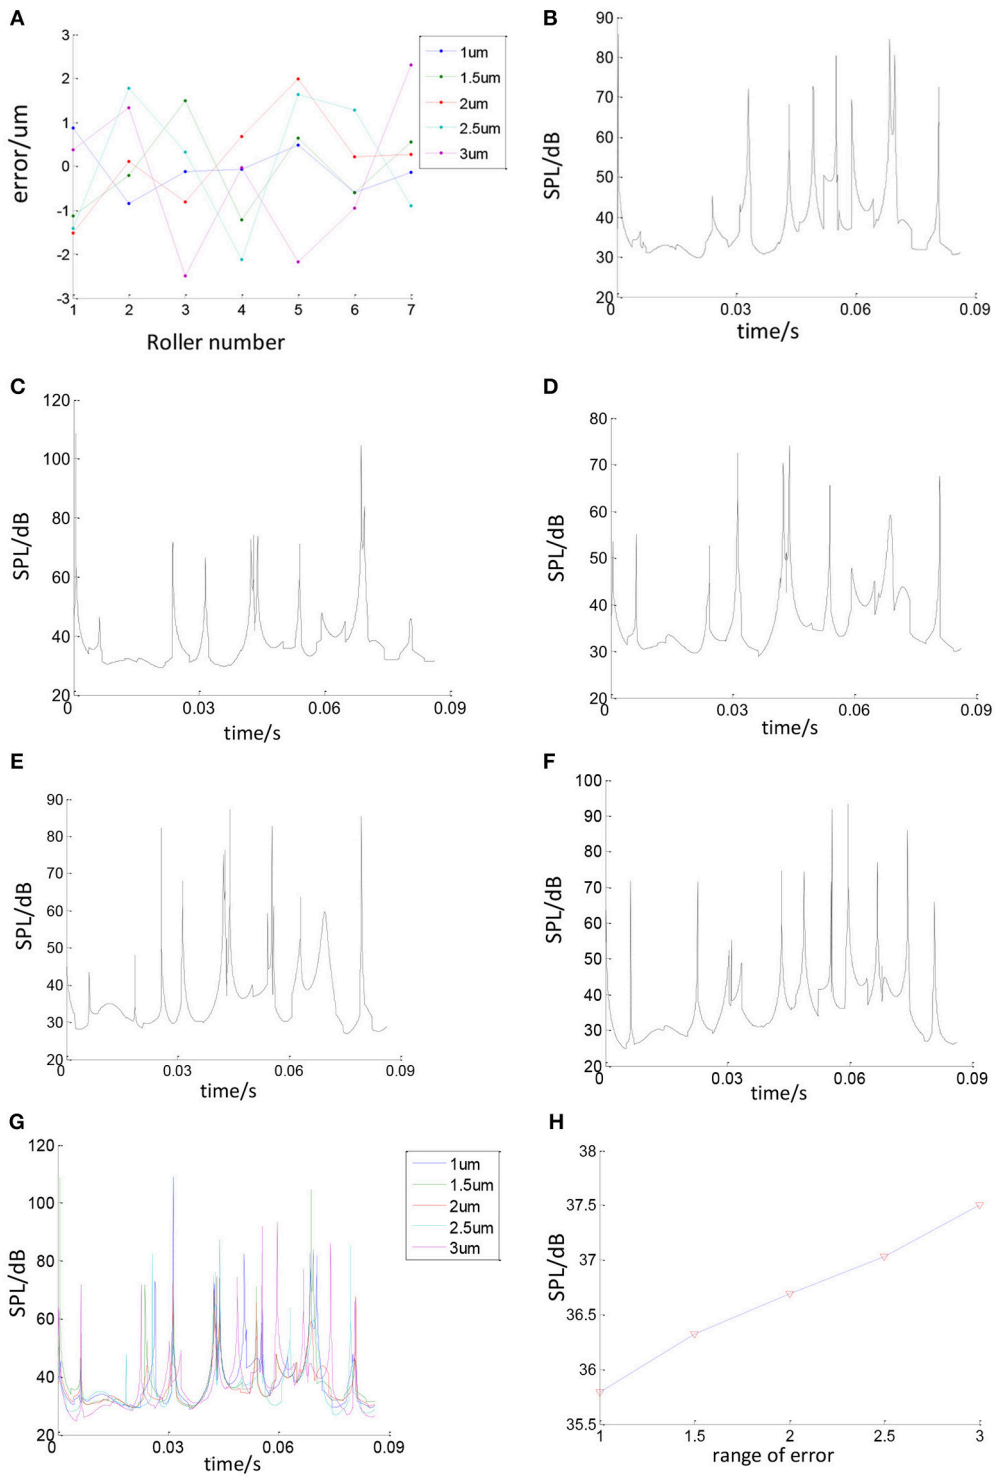 A
3
2
1
0
-1
-2
-3
error/um
1 2 3 4 5 6 7
Roller number
1um
1.5um
2um
2.5um
3um
B
90
80
70
60
50
40
30
20
SPL/dB
0 0.03 0.06 0.09
time/s
C
120
100
80
60
40
20
SPL/dB
0 0.03 0.06 0.09
time/s
D
80
70
60
50
40
30
20
SPL/dB
0 0.03 0.06 0.09
time/s
E
90
80
70
60
50
40
30
20
SPL/dB
0 0.03 0.06 0.09
time/s
F
100
90
80
70
60
50
40
30
20
SPL/dB
0 0.03 0.06 0.09
time/s
G
120
100
80
60
40
20
SPL/dB
0 0.03 0.06 0.09
time/s
1um
1.5um
2um
2.5um
3um
H
38
37.5
37
36.5
36
35.5
SPL/dB
1 1.5 2 2.5 3
range of error